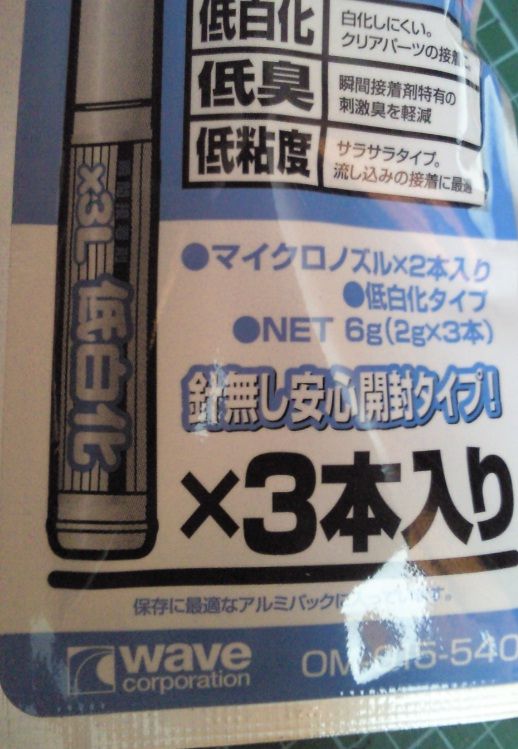 低白化
白化しにくい。
クリアパーツの接着に
低臭
瞬間接着剤特有の
刺激臭を軽減
低粘度
サラサラタイプ。
流し込みの接着に最適
×3L 低白化
●マイクロノズル×2本入り
●低白化タイプ
●NET 6g(2g×3本)
針無し安心開封タイプ!
×3本入り
保存に最適なアルミパックに
wave
corporation